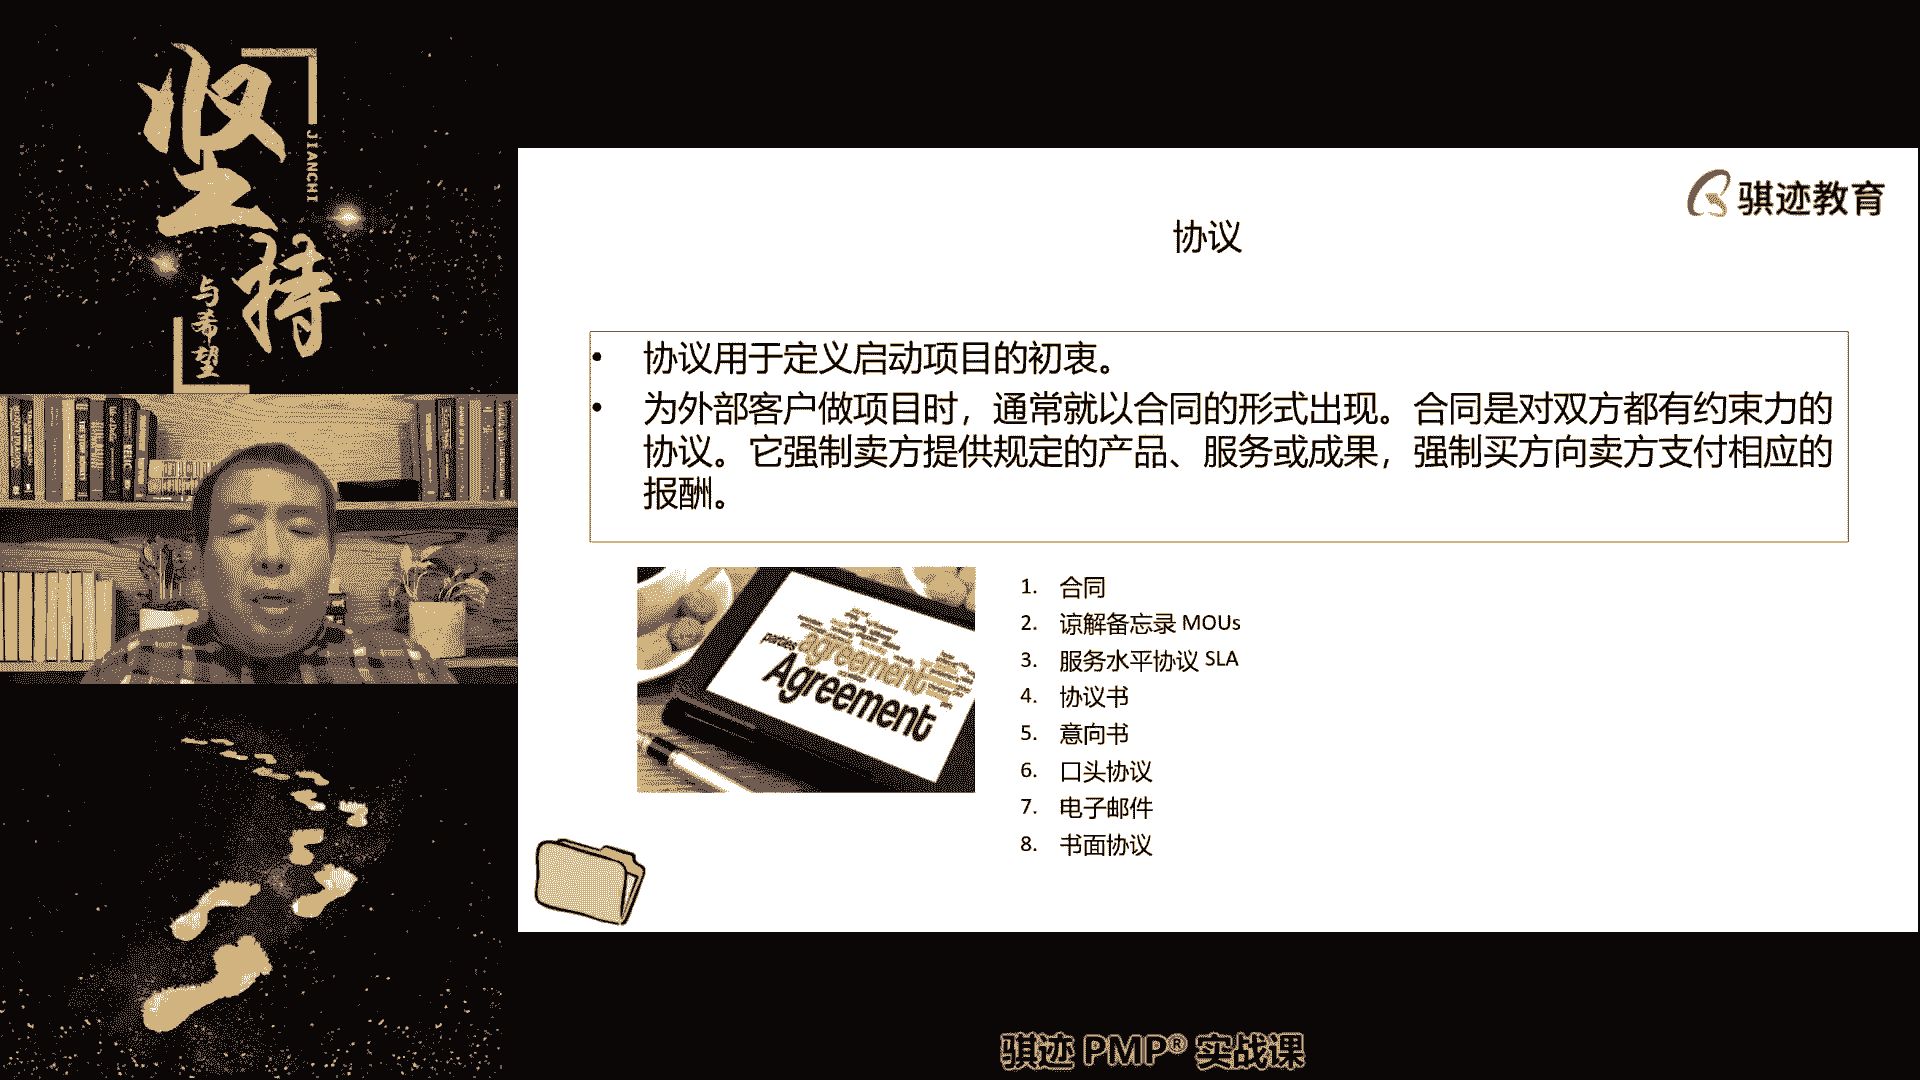 坚持
JIANCHI
与希望
骐迹教育
协议
• 协议用于定义启动项目的初衷。
• 为外部客户做项目时，通常就以合同的形式出现。合同是对双方都有约束力的
协议。它强制卖方提供规定的产品、服务或成果，强制买方向卖方支付相应的
报酬。
parties
agreement
Agreement
1. 合同
2. 谅解备忘录 MOUs
3. 服务水平协议 SLA
4. 协议书
5. 意向书
6. 口头协议
7. 电子邮件
8. 书面协议
骐迹 PMP® 实战课